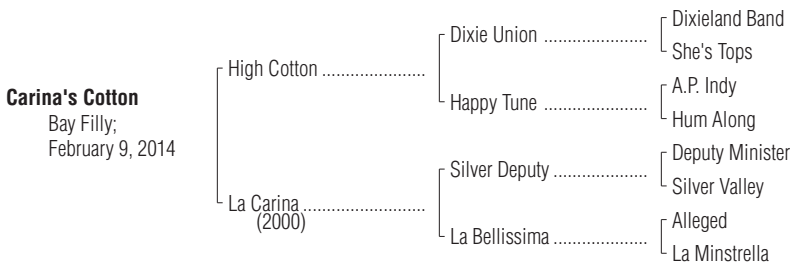 Carina's Cotton
Bay Filly;
February 9, 2014
High Cotton ......................
La Carina ..........................
(2000)
Dixie Union ......................
Happy Tune ......................
Silver Deputy ....................
La Bellissima ....................
Dixieland Band
She's Tops
A.P. Indy
Hum Along
Deputy Minister
Silver Valley
Alleged
La Minstrella